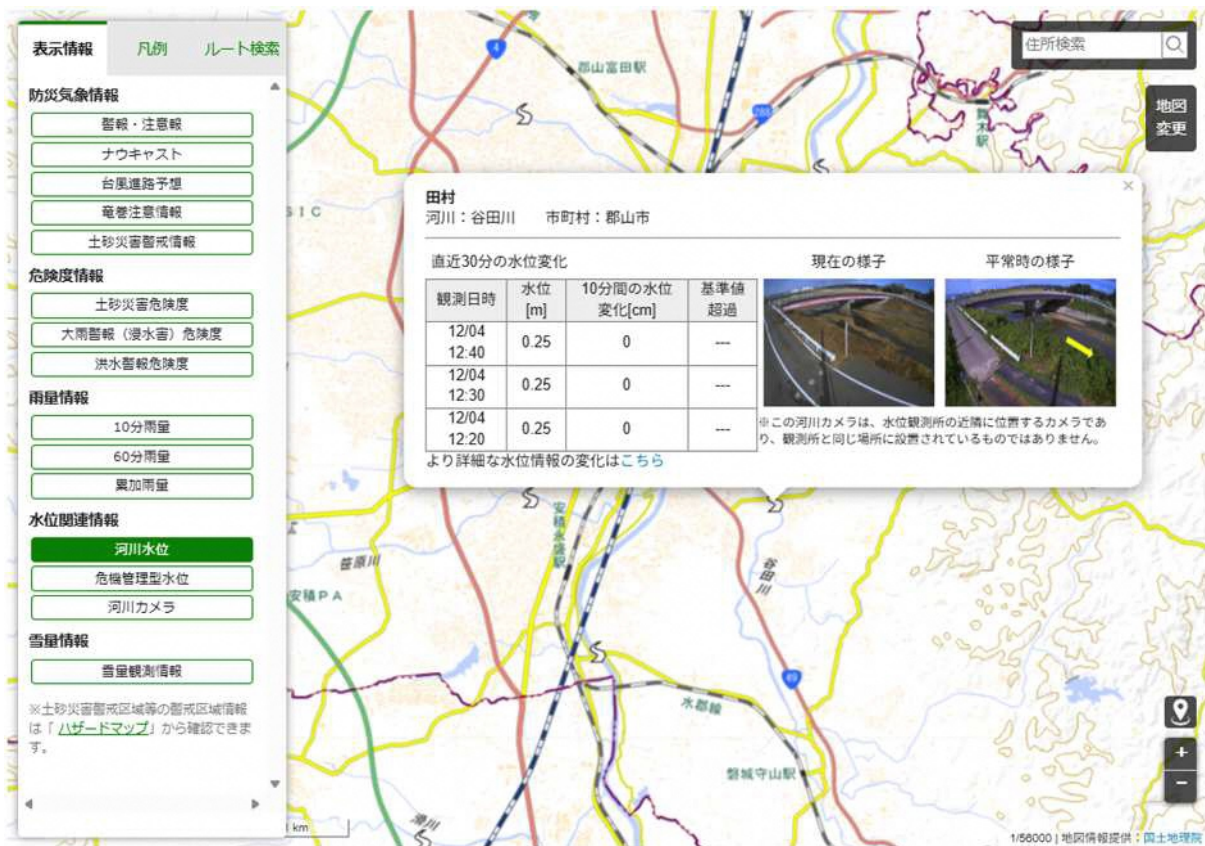 表示情報
凡例
ルート検索
防災気象情報
警報・注意報
ナウキャスト
台風進路予想
竜巻注意情報
土砂災害警戒情報
危険度情報
土砂災害危険度
大雨警報（浸水害）危険度
洪水警報危険度
雨量情報
10分雨量
60分雨量
累加雨量
水位関連情報
河川水位
危機管理型水位
河川カメラ
雪量情報
雪量観測情報
※土砂災害警戒区域等の警戒区域情報
は「 ハザードマップ」から確認できま
す。
住所検索
地図
変更
4
郡山富田駅
288
舞木駅
SIC
田村
河川：谷田川 市町村：郡山市
×
直近30分の水位変化
観測日時 水位[m] 10分間の水位変化[cm] 基準値超過
12/04 12:40 0.25 0 ---
12/04 12:30 0.25 0 ---
12/04 12:20 0.25 0 ---
より詳細な水位情報の変化はこちら
現在の様子
平常時の様子
※この河川カメラは、水位観測所の近隣に位置するカメラであ
り、観測所と同じ場所に設置されているものではありません。
安積永盛駅
笹原川
安積PA
谷田川
49
水郡線
磐城守山駅
滑川
km
+
−
1/56000 | 地図情報提供：国土地理院